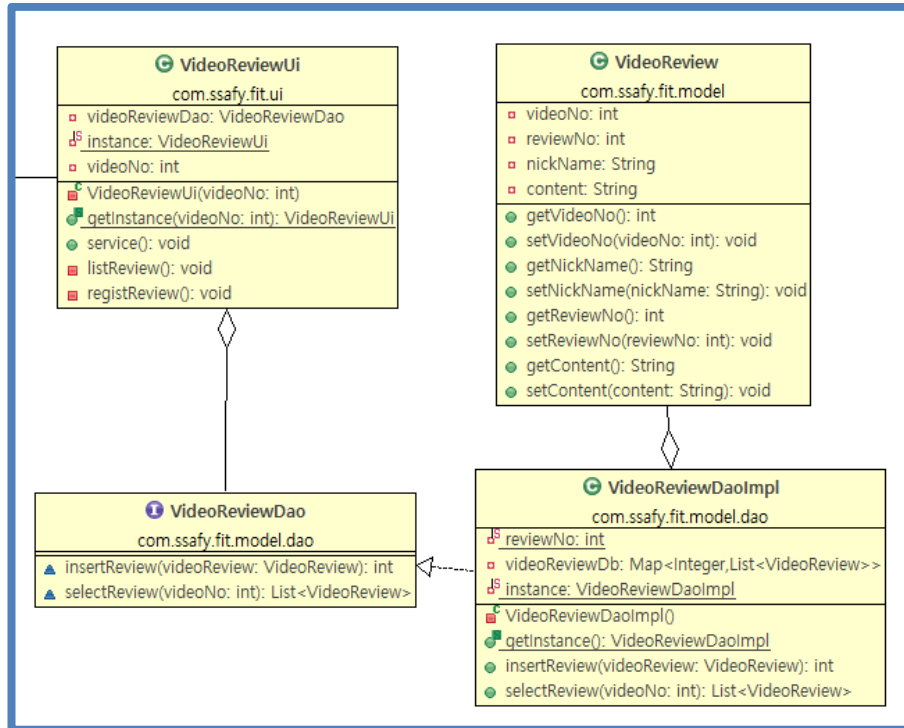 VideoReviewUi
com.ssafy.fit.ui
videoReviewDao: VideoReviewDao
instance: VideoReviewUi
videoNo: int
VideoReviewUi(videoNo: int)
getInstance(videoNo: int): VideoReviewUi
service(): void
listReview(): void
registReview(): void
VideoReview
com.ssafy.fit.model
videoNo: int
reviewNo: int
nickName: String
content: String
getVideoNo(): int
setVideoNo(videoNo: int): void
getNickName(): String
setNickName(nickName: String): void
getReviewNo(): int
setReviewNo(reviewNo: int): void
getContent(): String
setContent(content: String): void
VideoReviewDao
com.ssafy.fit.model.dao
insertReview(videoReview: VideoReview): int
selectReview(videoNo: int): List<VideoReview>
VideoReviewDaoImpl
com.ssafy.fit.model.dao
reviewNo: int
videoReviewDb: Map<Integer,List<VideoReview>>
instance: VideoReviewDaoImpl
VideoReviewDaoImpl()
getInstance(): VideoReviewDaoImpl
insertReview(videoReview: VideoReview): int
selectReview(videoNo: int): List<VideoReview>